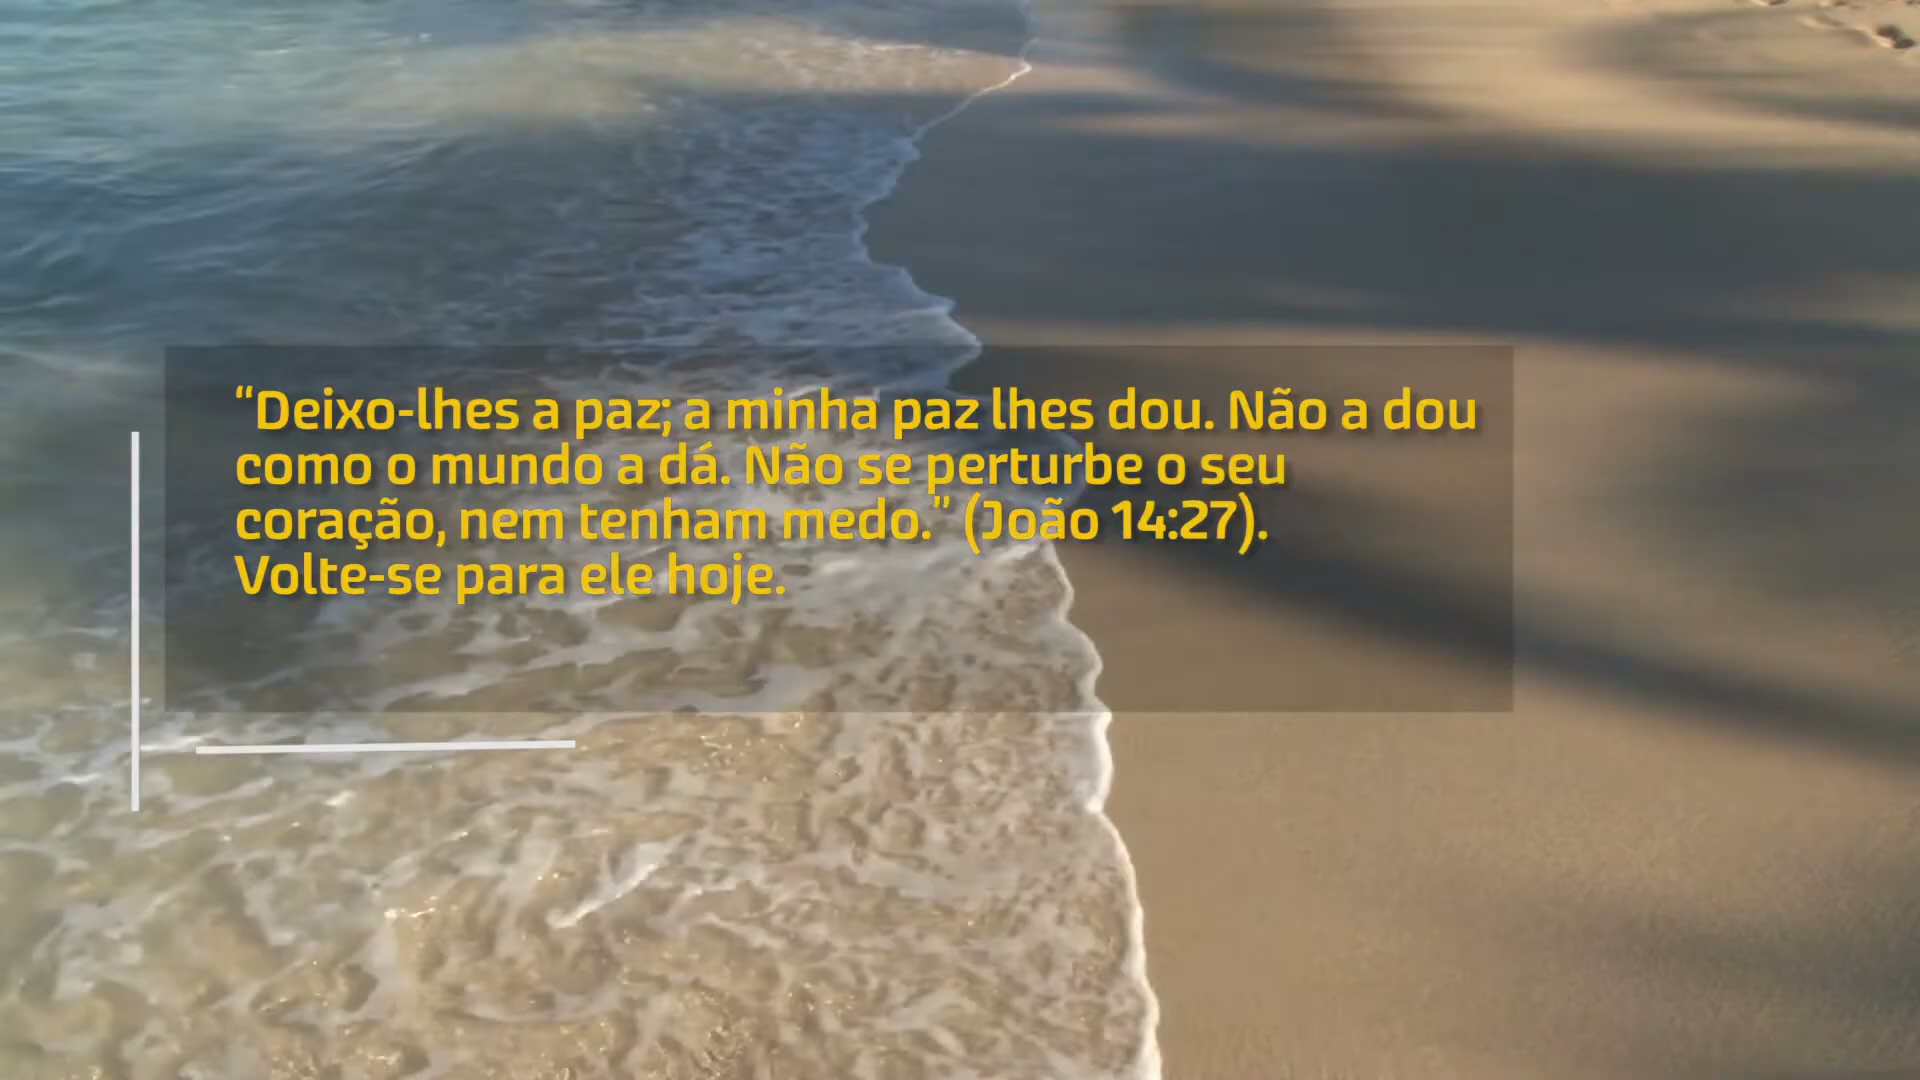 “Deixo-lhes a paz; a minha paz lhes dou. Não a dou
como o mundo a dá. Não se perturbe o seu
coração, nem tenham medo.” (João 14:27).
Volte-se para ele hoje.